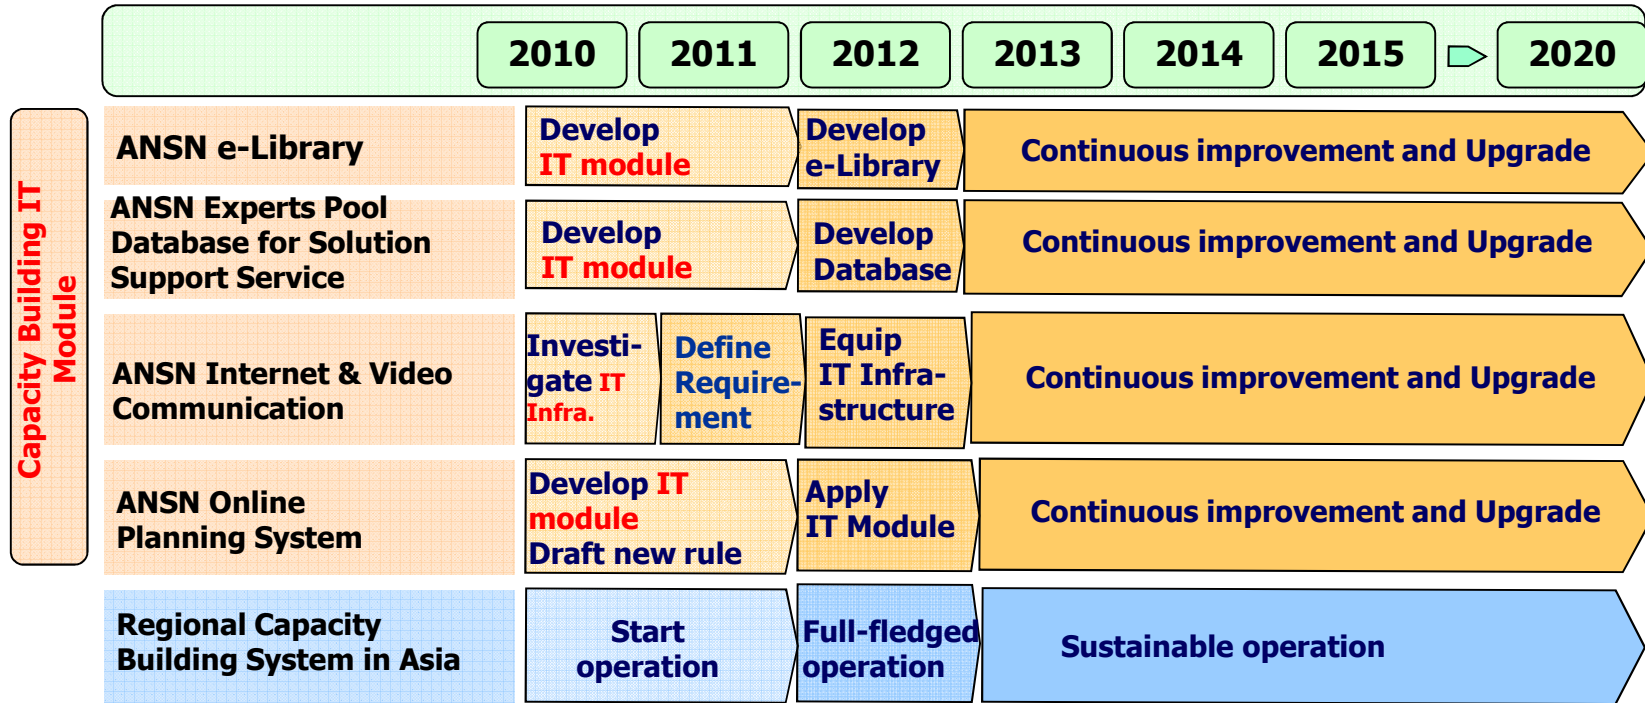 2010 2011 2012 2013 2014 2015 2020
Capacity Building IT
Module
ANSN e-Library
Develop
IT module
Develop
e-Library
Continuous improvement and Upgrade
ANSN Experts Pool
Database for Solution
Support Service
Develop
IT module
Develop
Database
Continuous improvement and Upgrade
ANSN Internet & Video
Communication
Investi-
gate IT
Infra.
Define
Require-
ment
Equip
IT Infra-
structure
Continuous improvement and Upgrade
ANSN Online
Planning System
Develop IT
module
Draft new rule
Apply
IT Module
Continuous improvement and Upgrade
Regional Capacity
Building System in Asia
Start
operation
Full-fledged
operation
Sustainable operation